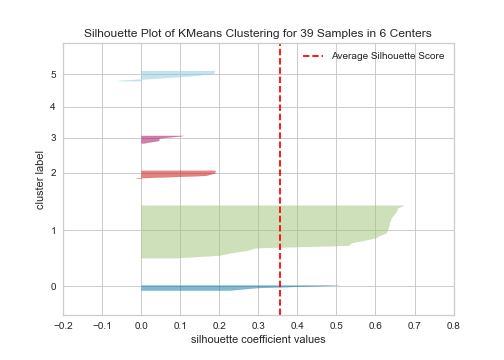 Silhouette Plot of KMeans Clustering for 39 Samples in 6 Centers
Average Silhouette Score
cluster label
5
4
3
2
1
0
−0.2 −0.1 0.0 0.1 0.2 0.3 0.4 0.5 0.6 0.7 0.8
silhouette coefficient values